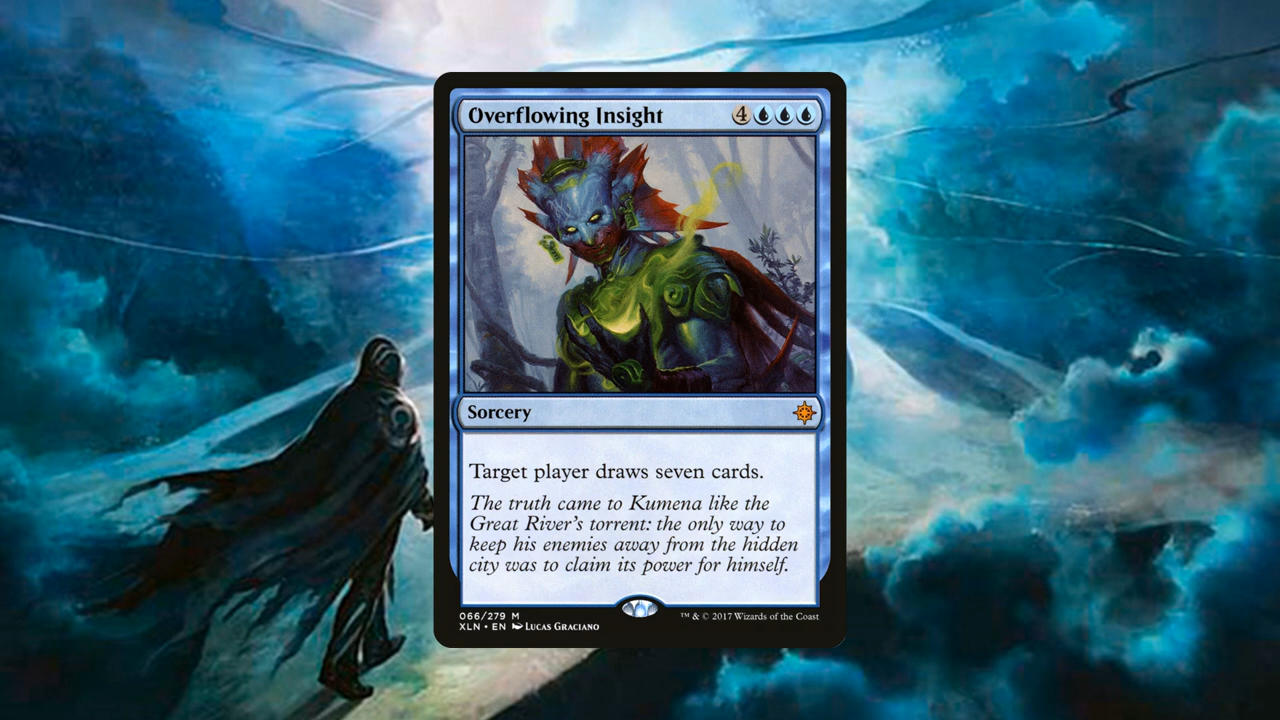 Overflowing Insight 4
Sorcery
Target player draws seven cards.
The truth came to Kumena like the
Great River's torrent: the only way to
keep his enemies away from the hidden
city was to claim its power for himself.
066/279 M
XLN • EN Lucas Graciano
™ & © 2017 Wizards of the Coast